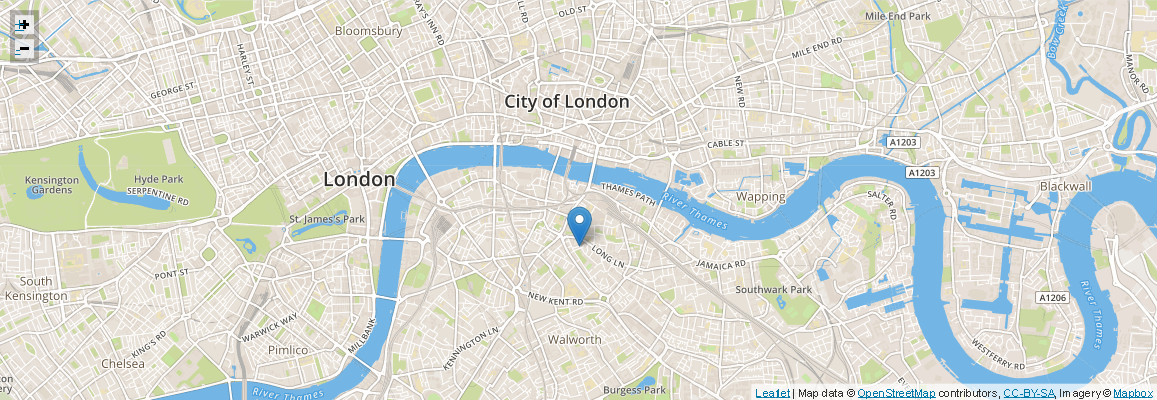 +
−
OLD ST
Mile End Park
Bloomsbury
AY'S INN RD
LL RD
MILE END RD
Bow Creek
HARLEY ST
MANOR RD
GEORGE ST
NEW RD
City of London
CABLE ST
A1203
A1203
Kensington
Gardens
Hyde Park
SERPENTINE RD
London
THAMES PATH
River Thames
Wapping
SALTER RD
Blackwall
St. James's Park
LONG LN
JAMAICA RD
PONT ST
South
Kensington
Southwark Park
NEW KENT RD
A1206
River Thames
WARWICK WAY
MILLBANK
KENNINGTON LN
Walworth
KING'S RD
Pimlico
Chelsea
WESTFERRY RD
River Thames
Burgess Park
Leaflet | Map data © OpenStreetMap contributors, CC-BY-SA, Imagery © Mapbox